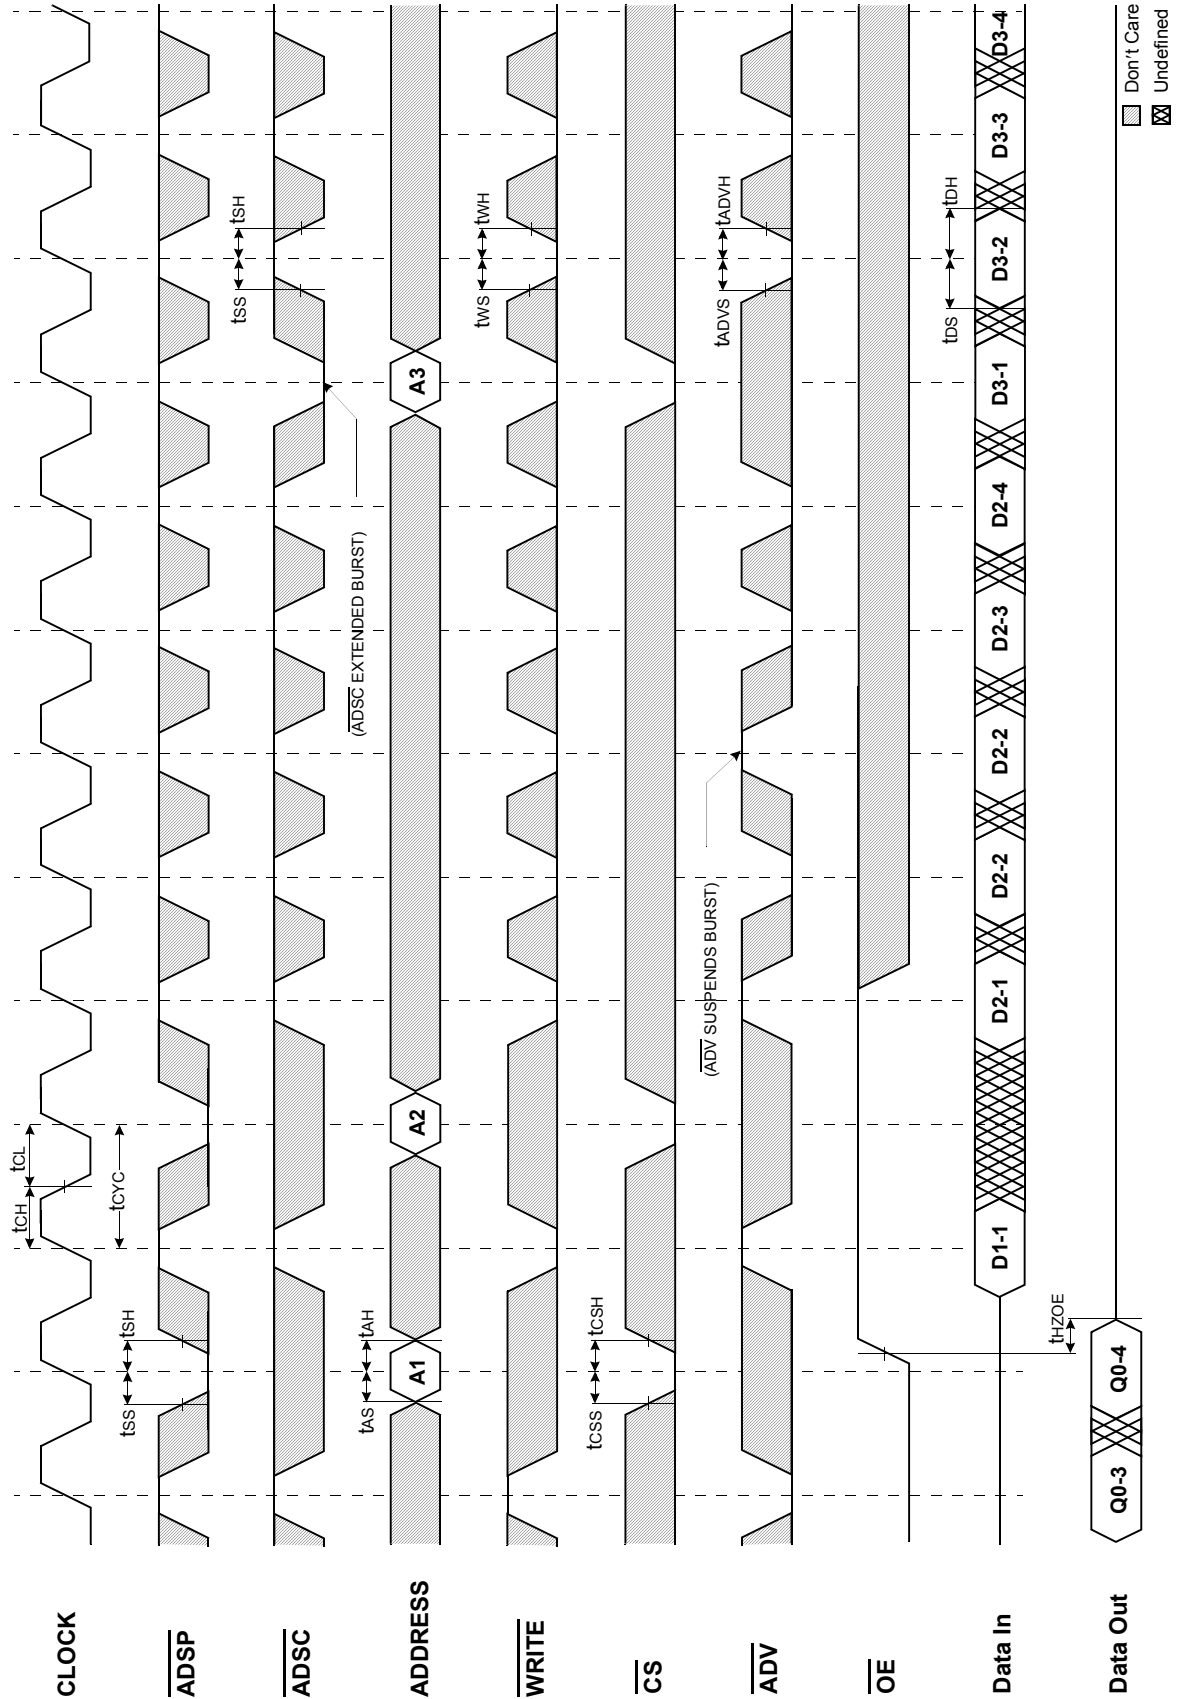 CLOCK
tCH
tCL
tCYC
ADSP
tSS
tSH
ADSC
tSS
tSH
(ADSC EXTENDED BURST)
ADDRESS
tAS
tAH
A1
A2
A3
WRITE
tWS
tWH
CS
tCSS
tCSH
(ADV SUSPENDS BURST)
ADV
tADVS
tADVH
OE
Data In
D1-1
D2-1
D2-2
D2-2
D2-3
D2-4
D3-1
D3-2
D3-3
D3-4
tDS
tDH
tHZOE
Data Out
Q0-3
Q0-4
Don't Care
Undefined